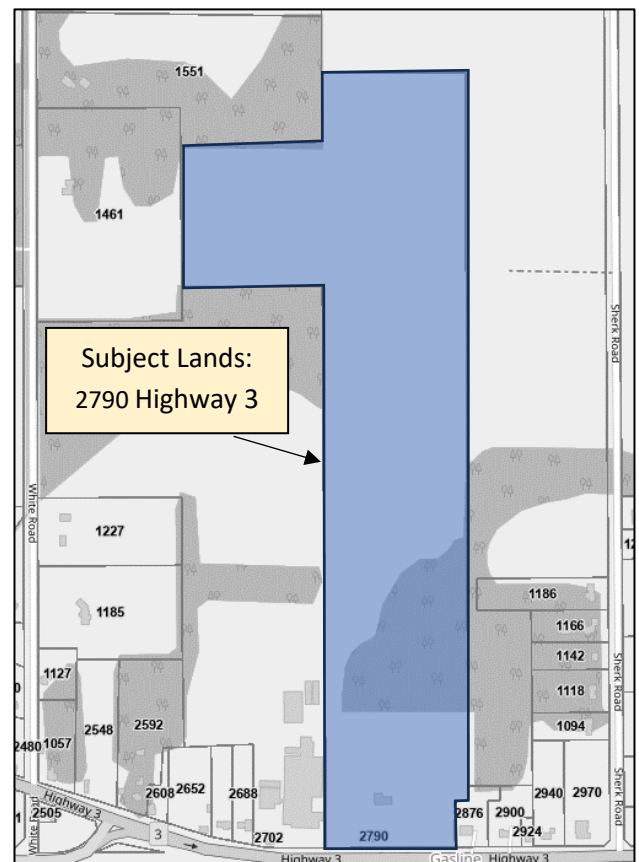 1551
1461
Sherk Road
Subject Lands:
2790 Highway 3
White Road
1227
1185
1186
1166
1142
1118
1094
1127
1057
2548
2592
2480
2505
2608
2652
2688
2702
2790
2876
2900
2924
2940
2970
Sherk Road
Sherk Road
White Road
Highway 3
3
Highway 3
Gasline
Highway 3